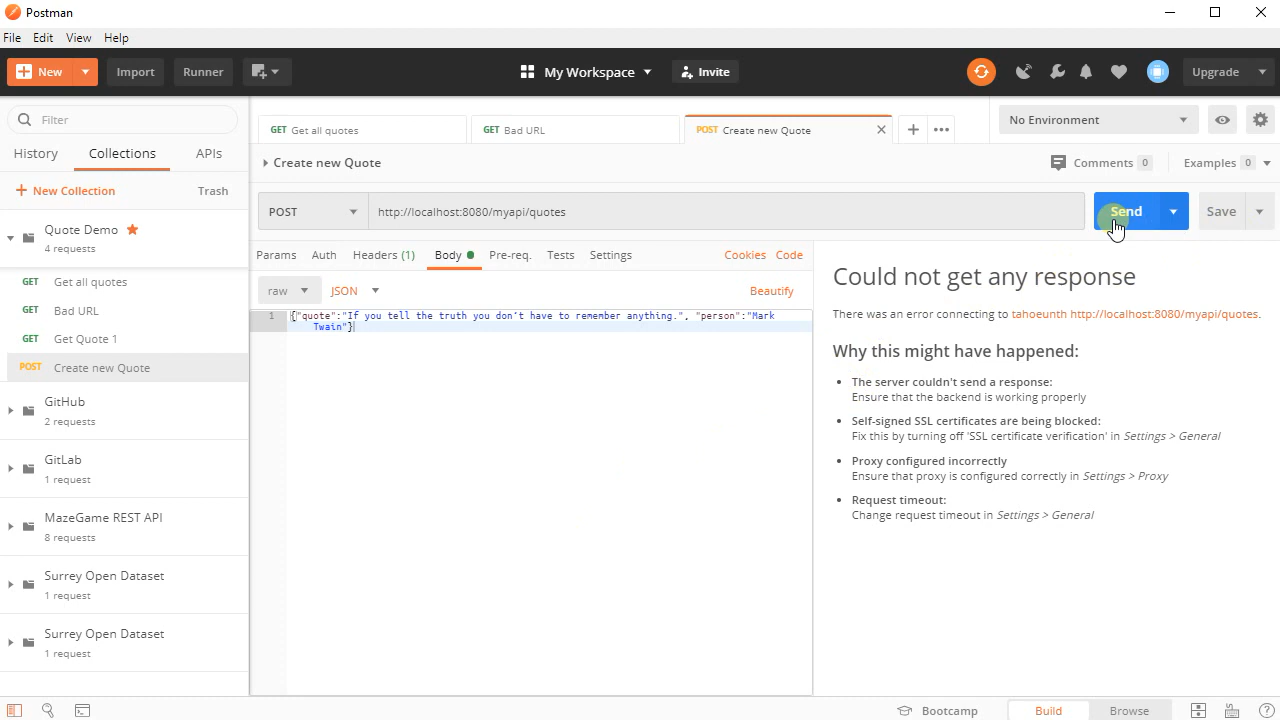 Postman
File Edit View Help
New Import Runner My Workspace Invite Upgrade
Filter
History Collections APIs
New Collection Trash
Quote Demo
4 requests
GET Get all quotes
GET Bad URL
GET Get Quote 1
POST Create new Quote
GitHub
2 requests
GitLab
1 request
MazeGame REST API
8 requests
Surrey Open Dataset
1 request
Surrey Open Dataset
1 request
GET Get all quotes GET Bad URL POST Create new Quote No Environment
Create new Quote Comments 0 Examples 0
POST http://localhost:8080/myapi/quotes Send Save
Params Auth Headers (1) Body Pre-req. Tests Settings Cookies Code
raw JSON Beautify
1 {"quote":"If you tell the truth you don't have to remember anything.", "person":"Mark
Twain"}
Could not get any response
There was an error connecting to tahoeunth http://localhost:8080/myapi/quotes.
Why this might have happened:
• The server couldn't send a response:
Ensure that the backend is working properly
• Self-signed SSL certificates are being blocked:
Fix this by turning off 'SSL certificate verification' in Settings > General
• Proxy configured incorrectly
Ensure that proxy is configured correctly in Settings > Proxy
• Request timeout:
Change request timeout in Settings > General
Bootcamp Build Browse